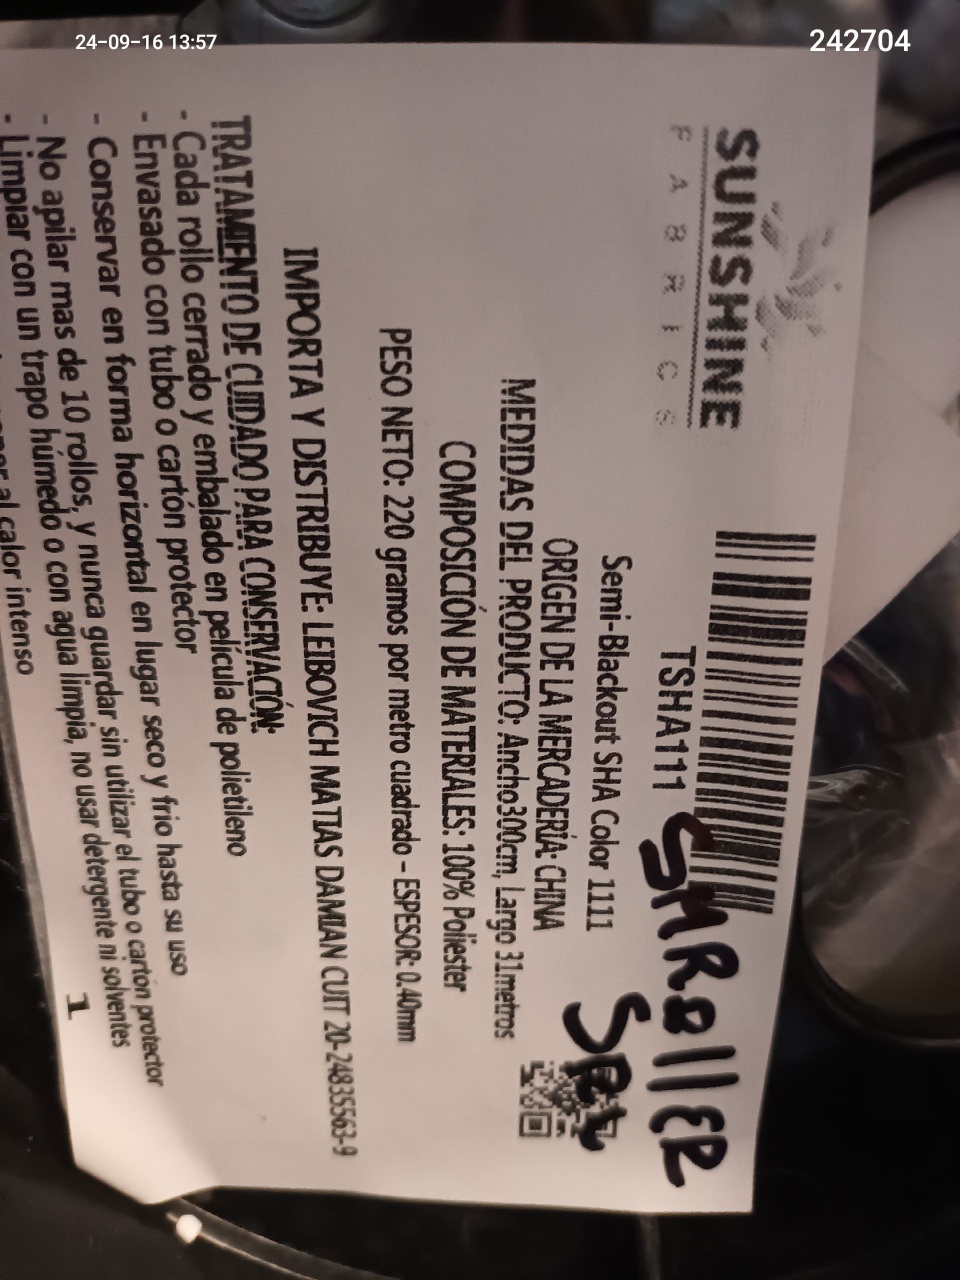 24-09-16 13:57
242704
SUNSHINE
FABRICS
TSHA111
SMROllER
Semi-Blackout SHA Color 1111
ORIGEN DE LA MERCADERÍA: CHINA
MEDIDAS DEL PRODUCTO: Ancho300cm, Largo 31metros
COMPOSICIÓN DE MATERIALES: 100% Poliester
PESO NETO: 220 gramos por metro cuadrado - ESPESOR: 0.40mm
IMPORTA Y DISTRIBUYE: LEIBOVICH MATIAS DAMIAN CUIT 20-24835563-9
TRATAMIENTO DE CUIDADO PARA CONSERVACIÓN:
- Cada rollo cerrado y embalado en película de polietileno
- Envasado con tubo o cartón protector
- Conservar en forma horizontal en lugar seco y frio hasta su uso
- No apilar mas de 10 rollos, y nunca guardar sin utilizar el tubo o cartón protector
- Limpiar con un trapo húmedo o con agua limpia, no usar detergente ni solventes
al calor intenso
1